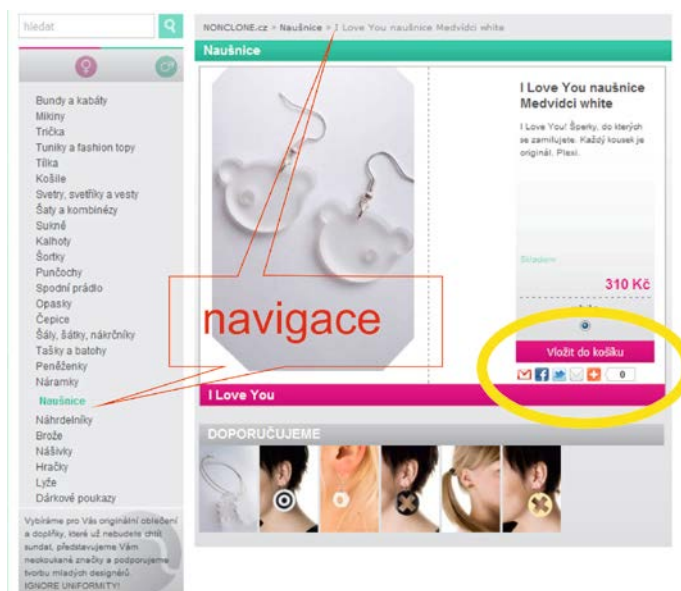 hledat
NONCLONE.cz » Naušnice » I Love You naušnice Medvídci white
Naušnice
Bundy a kabáty
Mikiny
Trička
Tuniky a fashion topy
Tílka
Košile
Svetry, svetříky a vesty
Šaty a kombinézy
Sukně
Kalhoty
Šortky
Punčochy
Spodní prádlo
Opasky
Čepice
Šály, šátky, nákrčníky
Tašky a batohy
Peněženky
Náramky
Naušnice
Náhrdelníky
Brože
Nášivky
Hračky
Lyže
Dárkové poukazy
Vybíráme pro Vás originální oblečení
a doplňky, které už nebudete chtít
sundat, představujeme Vám
neokoukané značky a podporujeme
tvorbu mladých designérů.
IGNORE UNIFORMITY!
I Love You naušnice
Medvídci white
I Love You! Šperky, do kterých
se zamilujete. Každý kousek je
originál. Plexi.
Skladem
310 Kč
Vložit do košíku
0
navigace
I Love You
DOPORUČUJEME